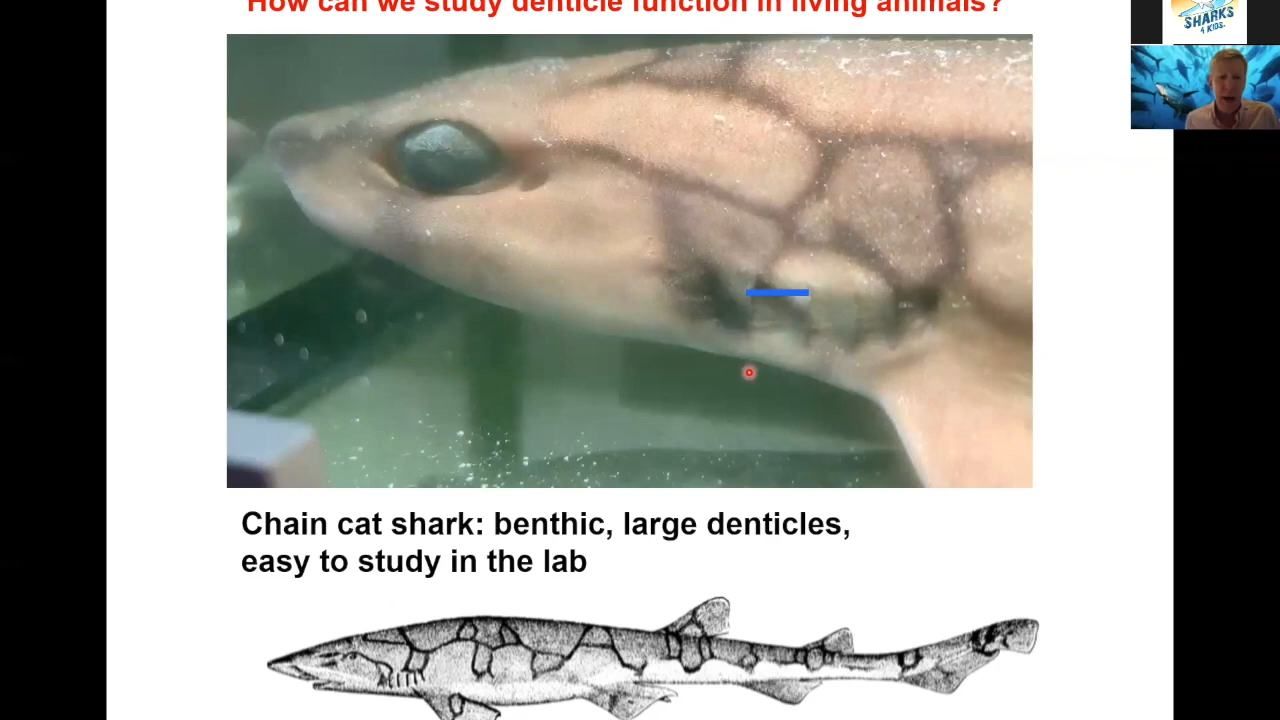 How can we study denticle function in living animals?
SHARKS
4 KIDS.
Chain cat shark: benthic, large denticles,
easy to study in the lab